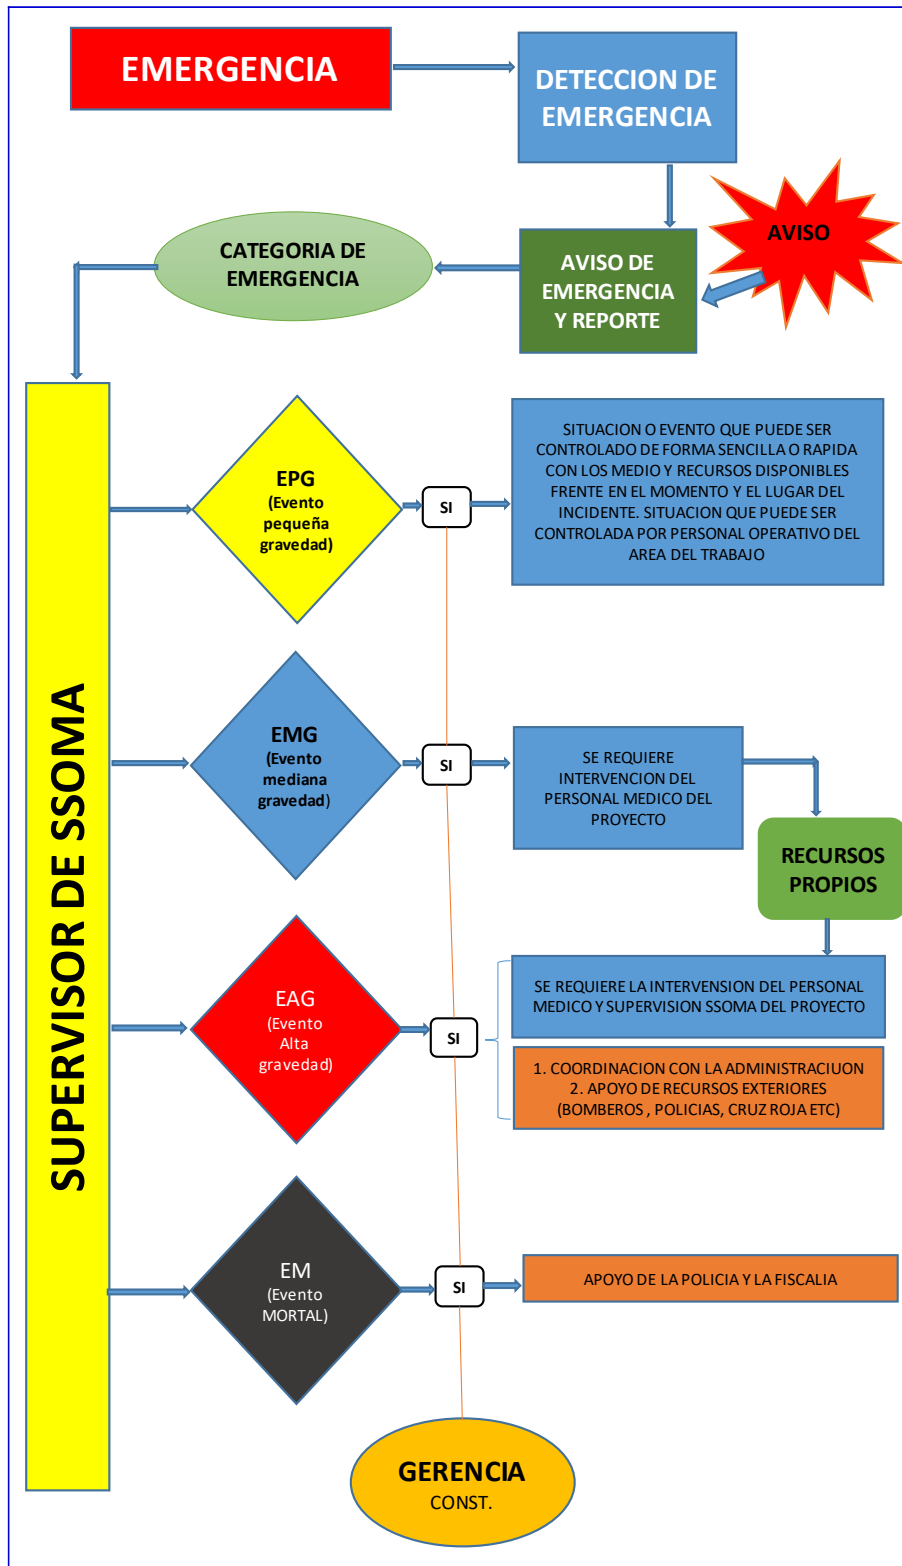 EMERGENCIA
DETECCION DE
EMERGENCIA
AVISO
CATEGORIA DE
EMERGENCIA
AVISO DE
EMERGENCIA
Y REPORTE
SUPERVISOR DE SSOMA
EPG
(Evento
pequeña
gravedad)
SI
SITUACION O EVENTO QUE PUEDE SER
CONTROLADO DE FORMA SENCILLA O RAPIDA
CON LOS MEDIO Y RECURSOS DISPONIBLES
FRENTE EN EL MOMENTO Y EL LUGAR DEL
INCIDENTE. SITUACION QUE PUEDE SER
CONTROLADA POR PERSONAL OPERATIVO DEL
AREA DEL TRABAJO
EMG
(Evento
mediana
gravedad)
SI
SE REQUIERE
INTERVENCION DEL
PERSONAL MEDICO DEL
PROYECTO
RECURSOS
PROPIOS
EAG
(Evento
Alta
gravedad)
SI
SE REQUIERE LA INTERVENSION DEL PERSONAL
MEDICO Y SUPERVISION SSOMA DEL PROYECTO
1. COORDINACION CON LA ADMINISTRACIUON
2. APOYO DE RECURSOS EXTERIORES
(BOMBEROS , POLICIAS, CRUZ ROJA ETC)
EM
(Evento
MORTAL)
SI
APOYO DE LA POLICIA Y LA FISCALIA
GERENCIA
CONST.